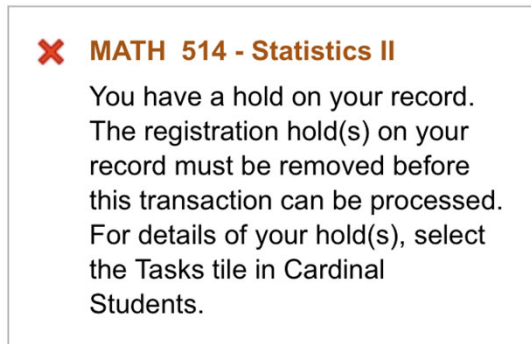 MATH  514 - Statistics II
You have a hold on your record.
The registration hold(s) on your
record must be removed before
this transaction can be processed.
For details of your hold(s), select
the Tasks tile in Cardinal
Students.